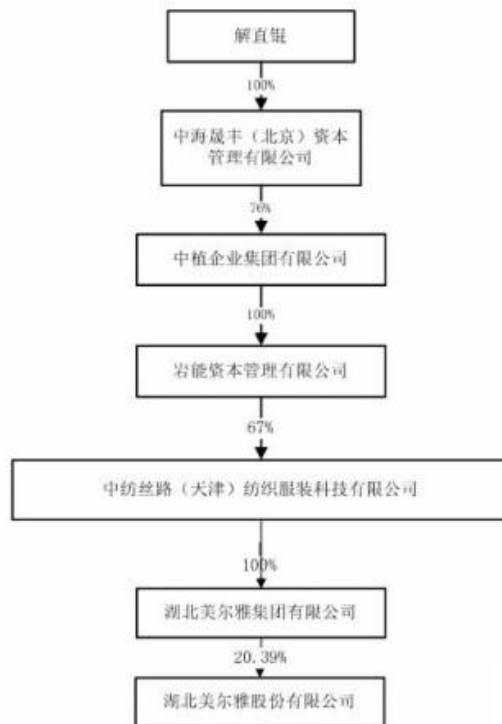 解直锟
100%
中海晟丰（北京）资本
管理有限公司
76%
中植企业集团有限公司
100%
岩能资本管理有限公司
67%
中纺丝路（天津）纺织服装科技有限公司
100%
湖北美尔雅集团有限公司
20.39%
湖北美尔雅股份有限公司